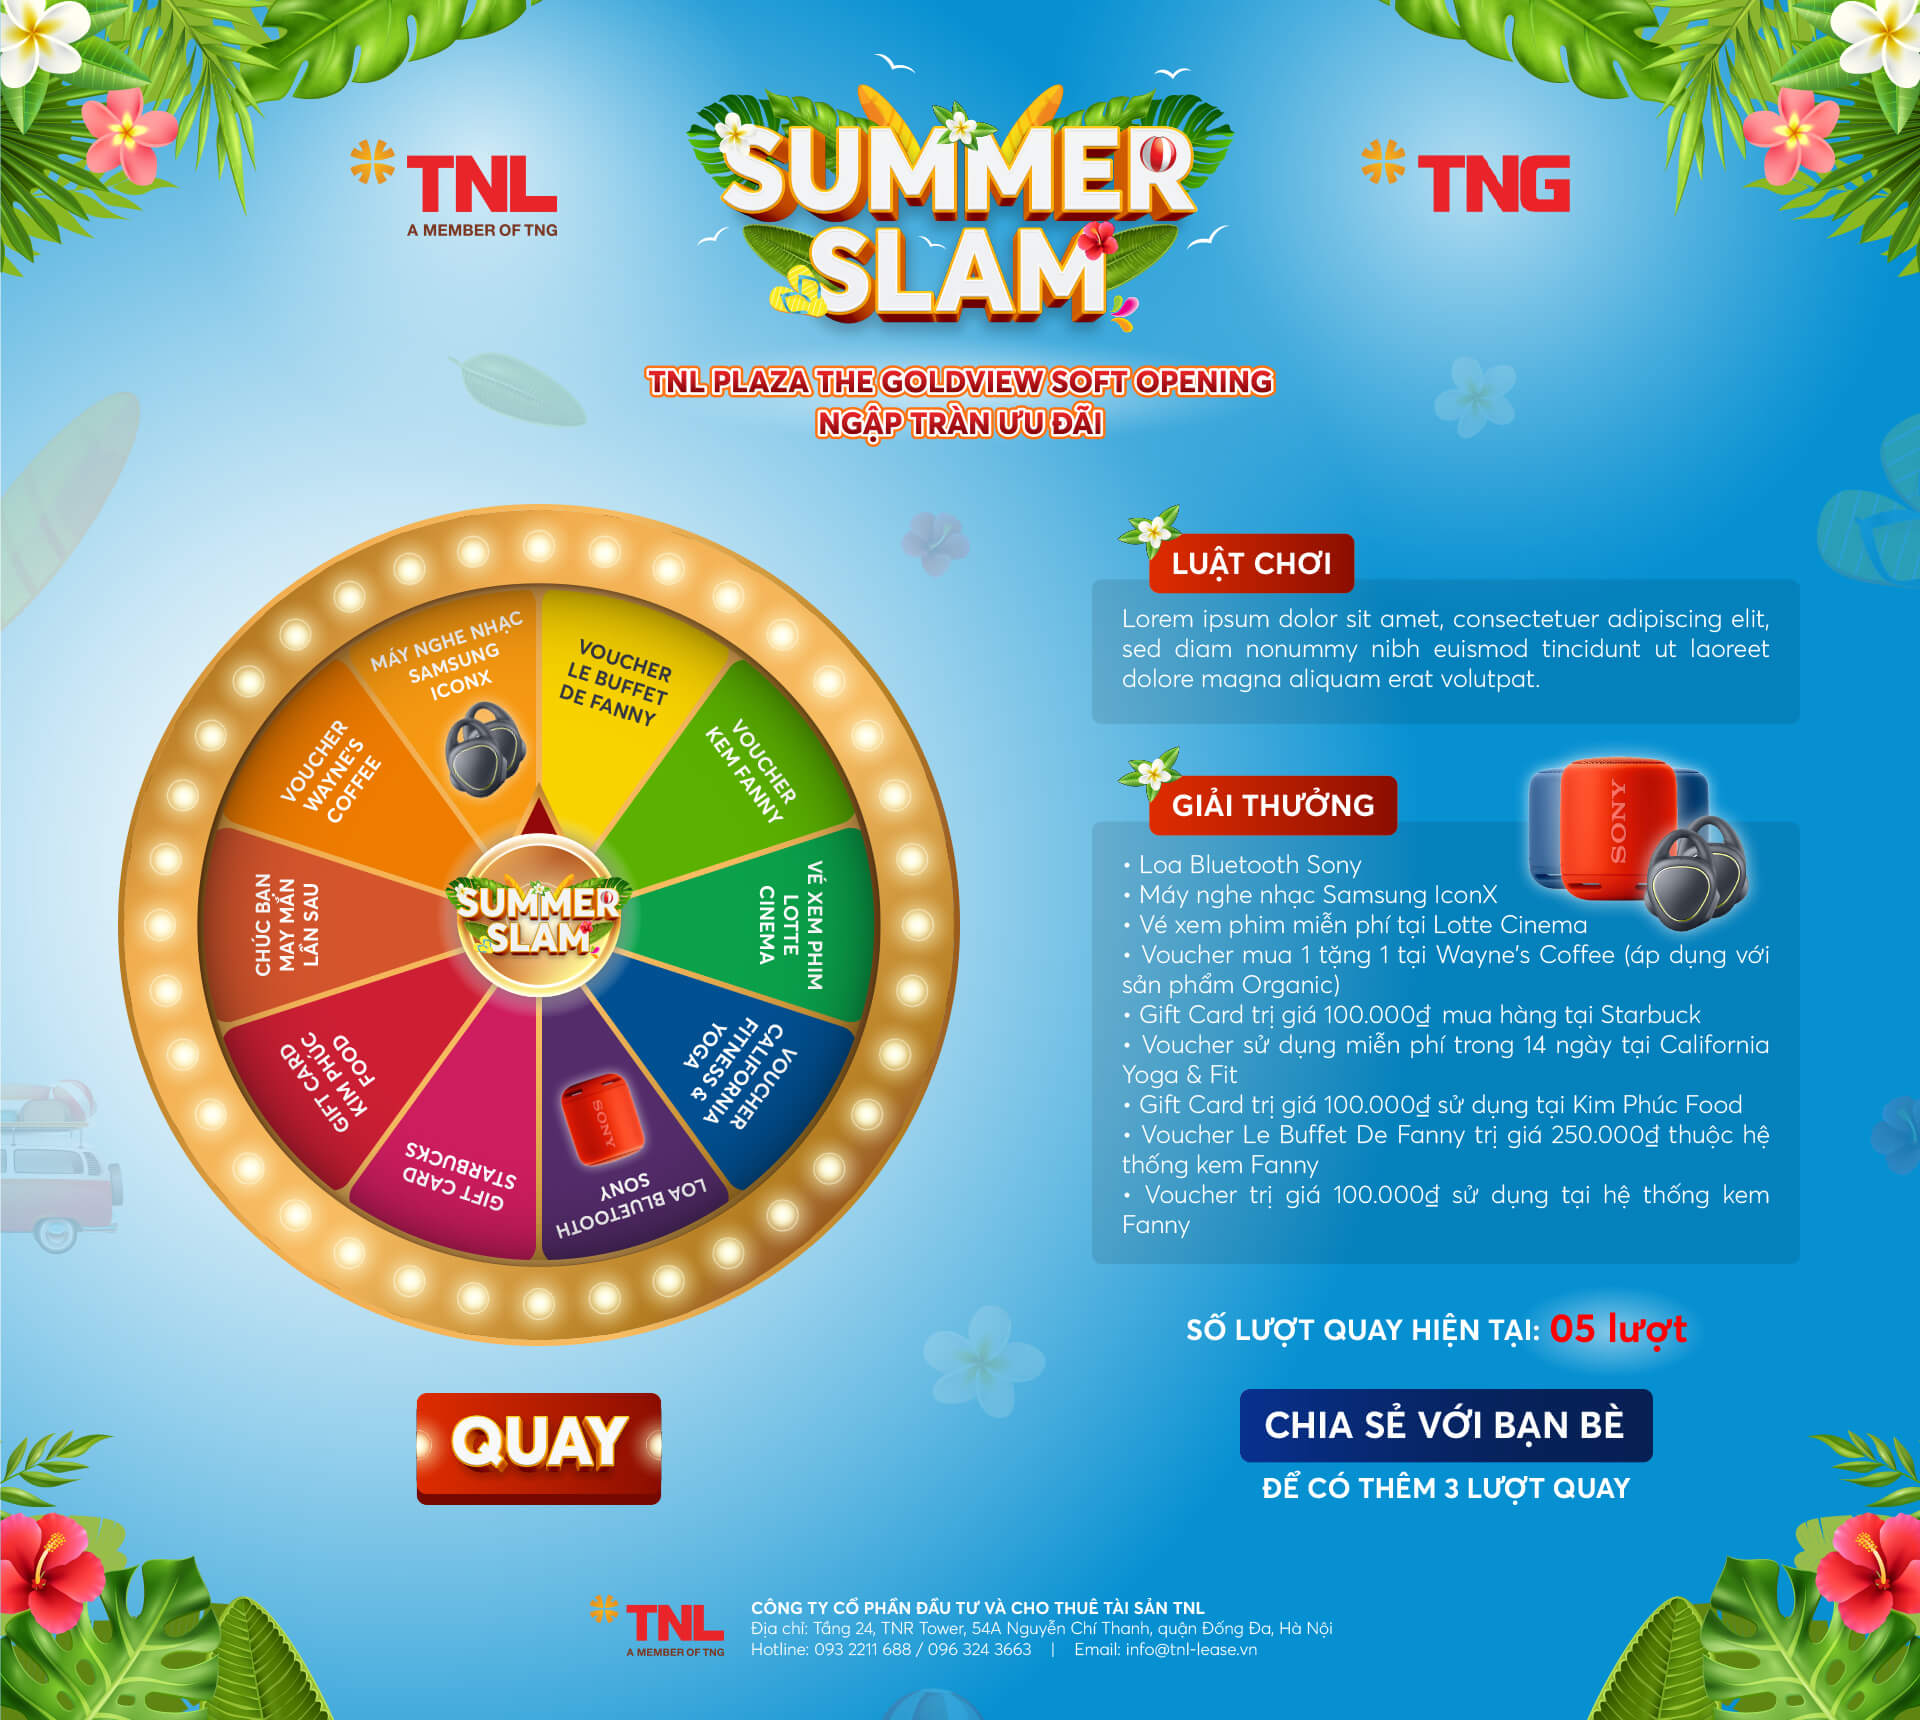 TNL
A MEMBER OF TNG
SUMMER
SLAM
TNG
TNL PLAZA THE GOLDVIEW SOFT OPENING
NGẬP TRÀN ƯU ĐÃI
MÁY NGHE NHẠC
SAMSUNG
ICONX
VOUCHER
LE BUFFET
DE FANNY
VOUCHER
KEM FANNY
VÉ XEM PHIM
LOTTE
CINEMA
VOUCHER
CALIFORNIA
FITNESS &
YOGA
LOA BLUETOOTH
SONY
SONY
GIFT CARD
STARBUCKS
GIFT CARD
KIM PHÚC
FOOD
CHÚC BẠN
MAY MẮN
LẦN SAU
VOUCHER
WAYNE'S
COFFEE
SUMMER
SLAM
QUAY
LUẬT CHƠI
Lorem ipsum dolor sit amet, consectetuer adipiscing elit,
sed diam nonummy nibh euismod tincidunt ut laoreet
dolore magna aliquam erat volutpat.
GIẢI THƯỞNG
SONY
• Loa Bluetooth Sony
• Máy nghe nhạc Samsung IconX
• Vé xem phim miễn phí tại Lotte Cinema
• Voucher mua 1 tặng 1 tại Wayne's Coffee (áp dụng với
sản phẩm Organic)
• Gift Card trị giá 100.000₫ mua hàng tại Starbuck
• Voucher sử dụng miễn phí trong 14 ngày tại California
Yoga & Fit
• Gift Card trị giá 100.000₫ sử dụng tại Kim Phúc Food
• Voucher Le Buffet De Fanny trị giá 250.000₫ thuộc hệ
thống kem Fanny
• Voucher trị giá 100.000₫ sử dụng tại hệ thống kem
Fanny
SỐ LƯỢT QUAY HIỆN TẠI: 05 lượt
CHIA SẺ VỚI BẠN BÈ
ĐỂ CÓ THÊM 3 LƯỢT QUAY
TNL
A MEMBER OF TNG
CÔNG TY CỔ PHẦN ĐẦU TƯ VÀ CHO THUÊ TÀI SẢN TNL
Địa chỉ: Tầng 24, TNR Tower, 54A Nguyễn Chí Thanh, quận Đống Đa, Hà Nội
Hotline: 093 2211 688 / 096 324 3663 | Email: info@tnl-lease.vn